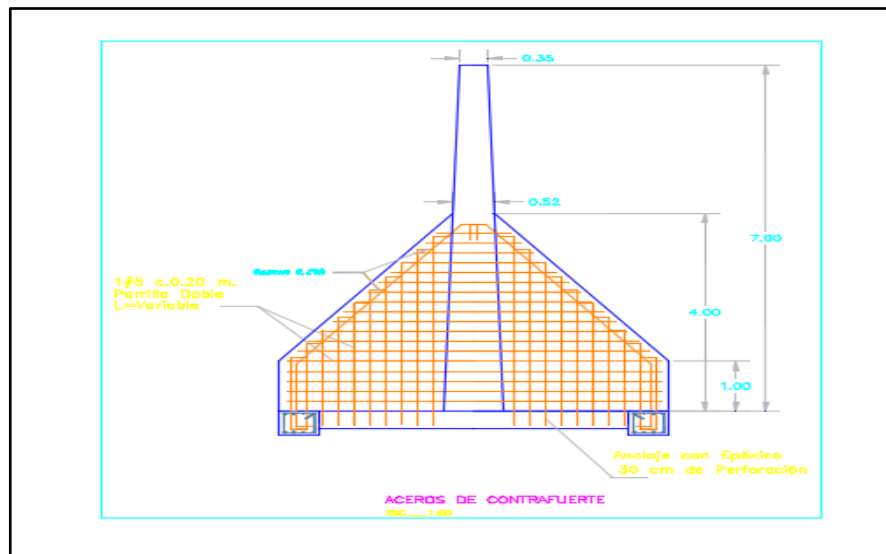 0.35
0.52
7.00
1#5 c.0.20 m.
Parrilla Doble
L=Variable
4.00
1.00
Anclaje con Epóxico
30 cm de Perforación
ACEROS DE CONTRAFUERTE